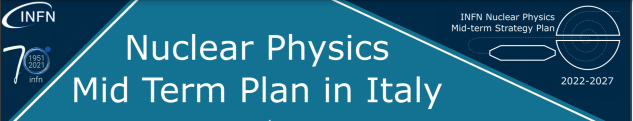 INFN
1951
2021
infn
Nuclear Physics
Mid Term Plan in Italy
INFN Nuclear Physics
Mid-term Strategy Plan
2022-2027